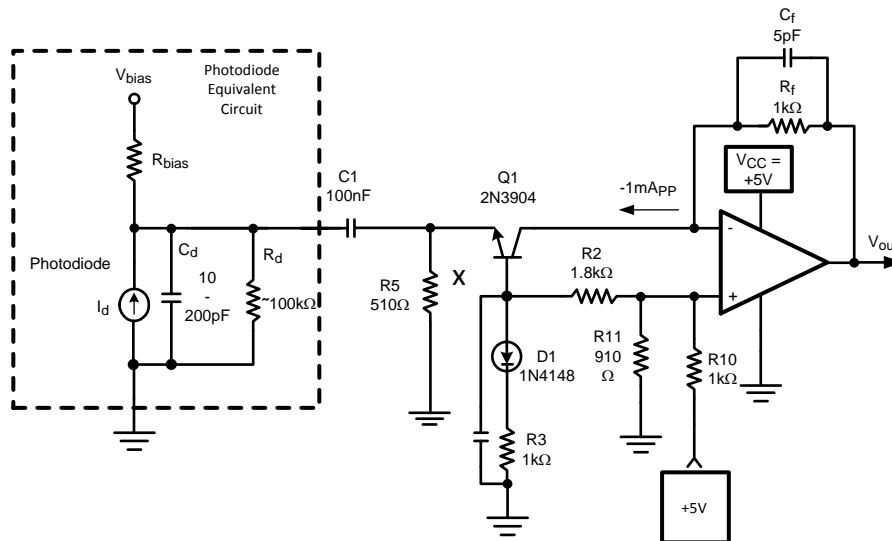 Photodiode
Equivalent
Circuit
Vbias
Rbias
Photodiode
Id
Cd
10
-
200pF
Rd
~100kΩ
C1
100nF
R5
510Ω
X
Q1
2N3904
-1mAPP
R2
1.8kΩ
D1
1N4148
R3
1kΩ
R11
910
Ω
R10
1kΩ
+5V
Cf
5pF
Rf
1kΩ
VCC =
+5V
-
+
Vou